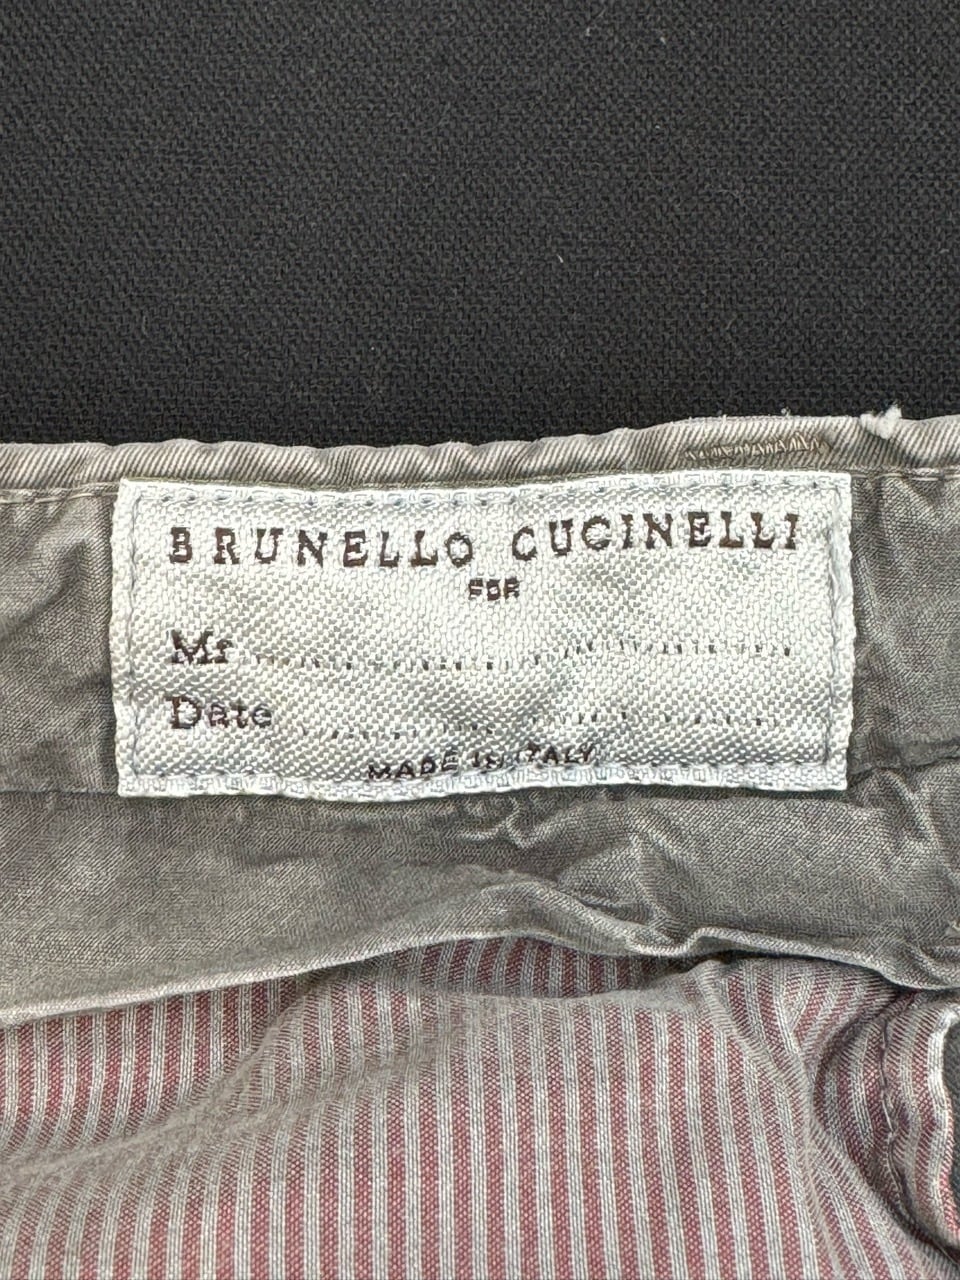 BRUNELLO CUCINELLI
FOR
Mr
Date
MADE IN ITALY